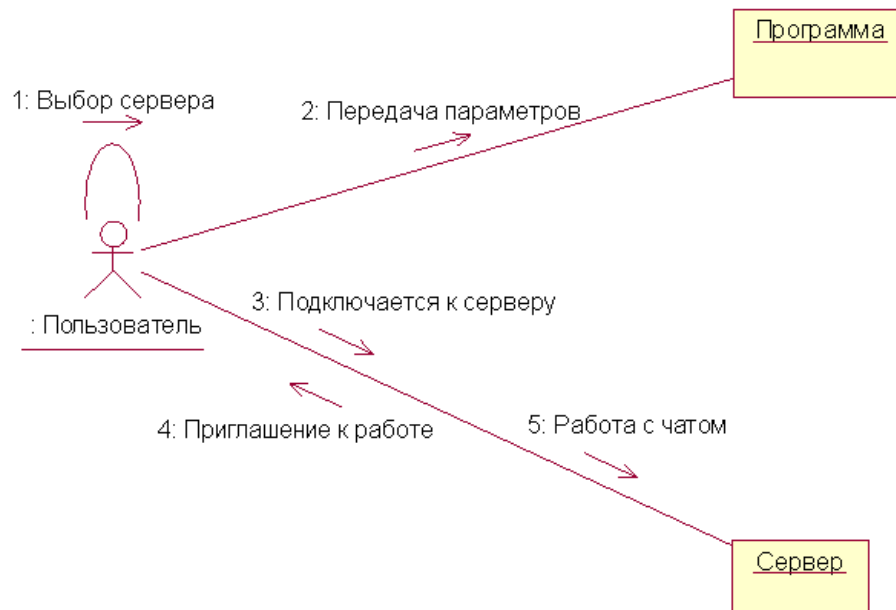 Программа
1: Выбор сервера
2: Передача параметров
3: Подключается к серверу
: Пользователь
4: Приглашение к работе
5: Работа с чатом
Сервер